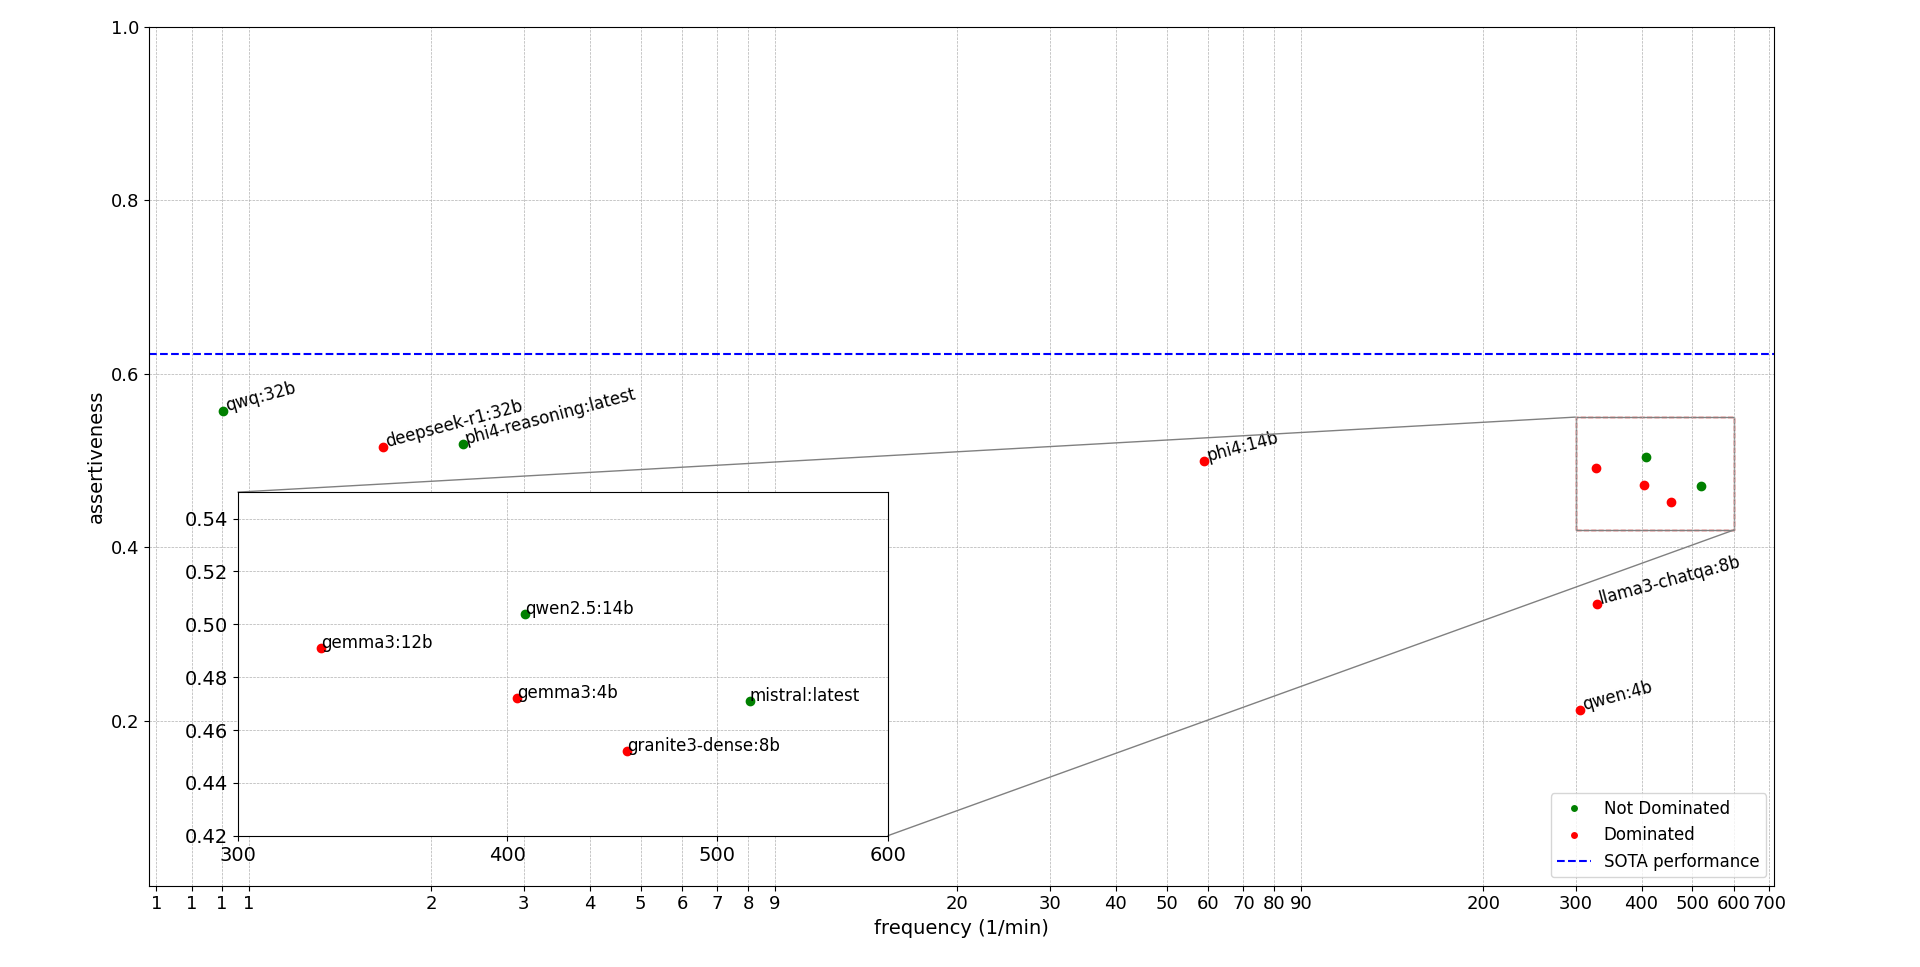 1.0
0.8
0.6
0.4
0.2
assertiveness
qwq:32b
deepseek-r1:32b
phi4-reasoning:latest
phi4:14b
llama3-chatqa:8b
qwen:4b
0.54
0.52
0.50
0.48
0.46
0.44
0.42
qwen2.5:14b
gemma3:12b
gemma3:4b
mistral:latest
granite3-dense:8b
300 400 500 600
Not Dominated
Dominated
SOTA performance
1 1 1 1 2 3 4 5 6 7 8 9 20 30 40 50 60 70 80 90 200 300 400 500 600 700
frequency (1/min)